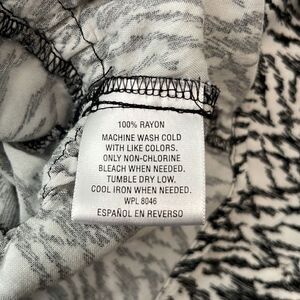 100% RAYON
MACHINE WASH COLD
WITH LIKE COLORS.
ONLY NON-CHLORINE
BLEACH WHEN NEEDED.
TUMBLE DRY LOW.
COOL IRON WHEN NEEDED.
WPL 8046
ESPAÑOL EN REVERSO